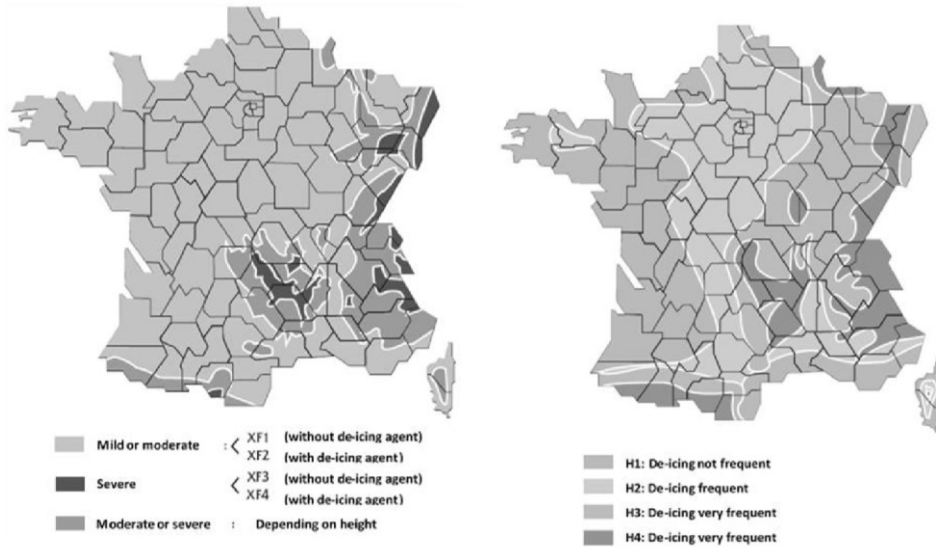 Mild or moderate : < XF1 (without de-icing agent)
XF2 (with de-icing agent)
Severe < XF3 (without de-icing agent)
XF4 (with de-icing agent)
Moderate or severe : Depending on height
H1: De-icing not frequent
H2: De-icing frequent
H3: De-icing very frequent
H4: De-icing very frequent